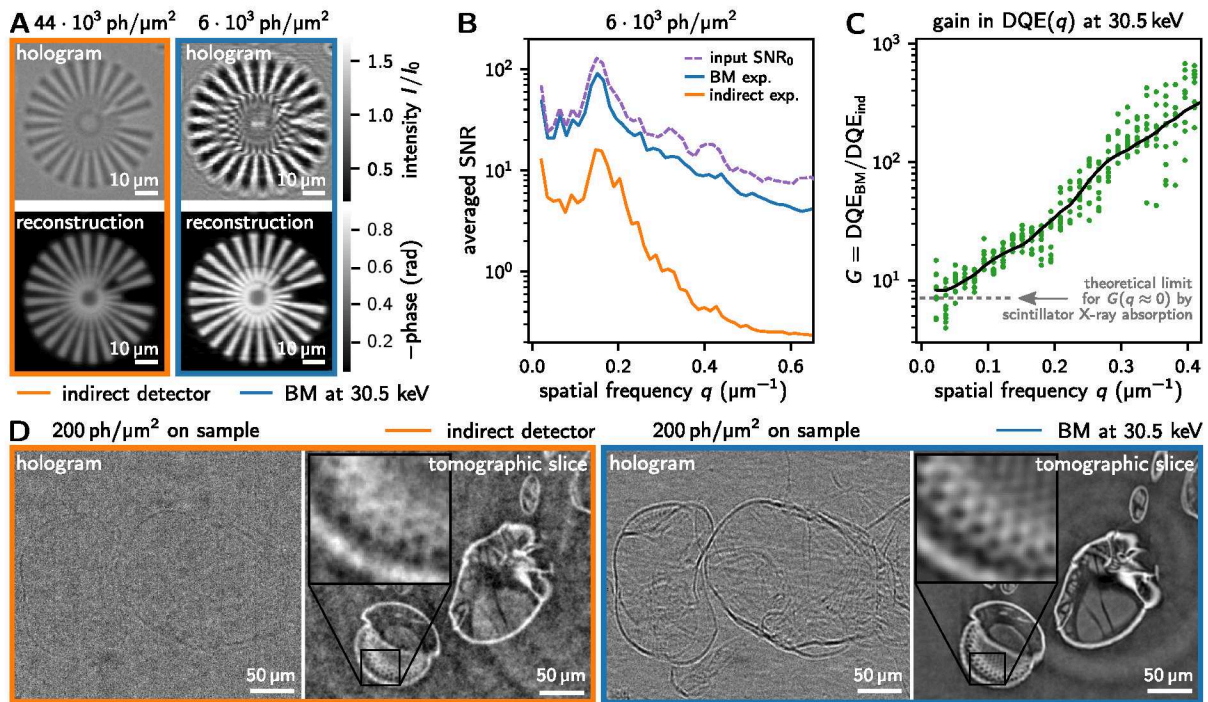 A 44 · 10³ ph/µm² 6 · 10³ ph/µm²
hologram hologram
10 µm 10 µm
reconstruction reconstruction
10 µm 10 µm
1.5
1.0
0.5
intensity I/I₀
0.8
0.6
0.4
0.2
−phase (rad)
indirect detector BM at 30.5 keV
B 6 · 10³ ph/µm²
input SNR₀
BM exp.
indirect exp.
averaged SNR
10²
10¹
10⁰
0.0 0.2 0.4 0.6
spatial frequency q (µm⁻¹)
C gain in DQE(q) at 30.5 keV
G = DQE_BM/DQE_ind
10³
10²
10¹
theoretical limit
for G(q ≈ 0) by
scintillator X-ray absorption
0.0 0.1 0.2 0.3 0.4
spatial frequency q (µm⁻¹)
D 200 ph/µm² on sample indirect detector 200 ph/µm² on sample BM at 30.5 keV
hologram tomographic slice hologram tomographic slice
50 µm 50 µm 50 µm 50 µm